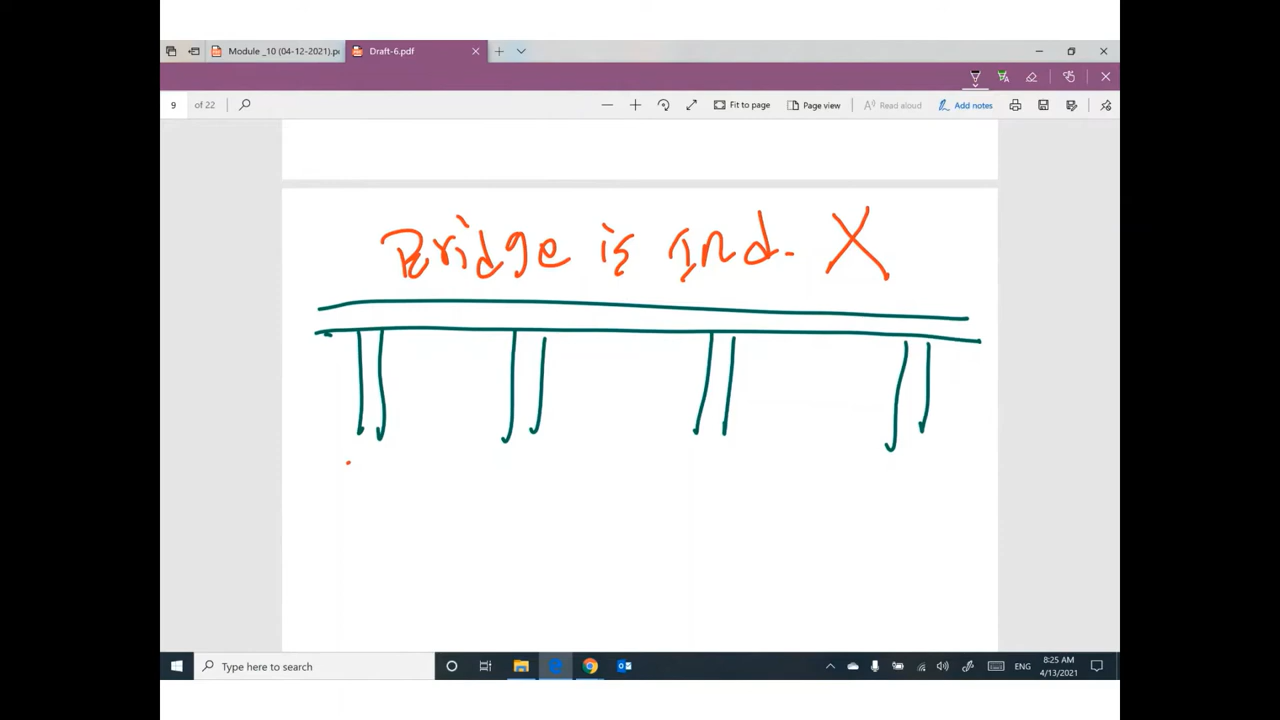 Module _10 (04-12-2021).p
Draft-6.pdf
9 of 22
Fit to page
Page view
Read aloud
Add notes
Bridge is Ind. X
Type here to search
ENG
8:25 AM
4/13/2021